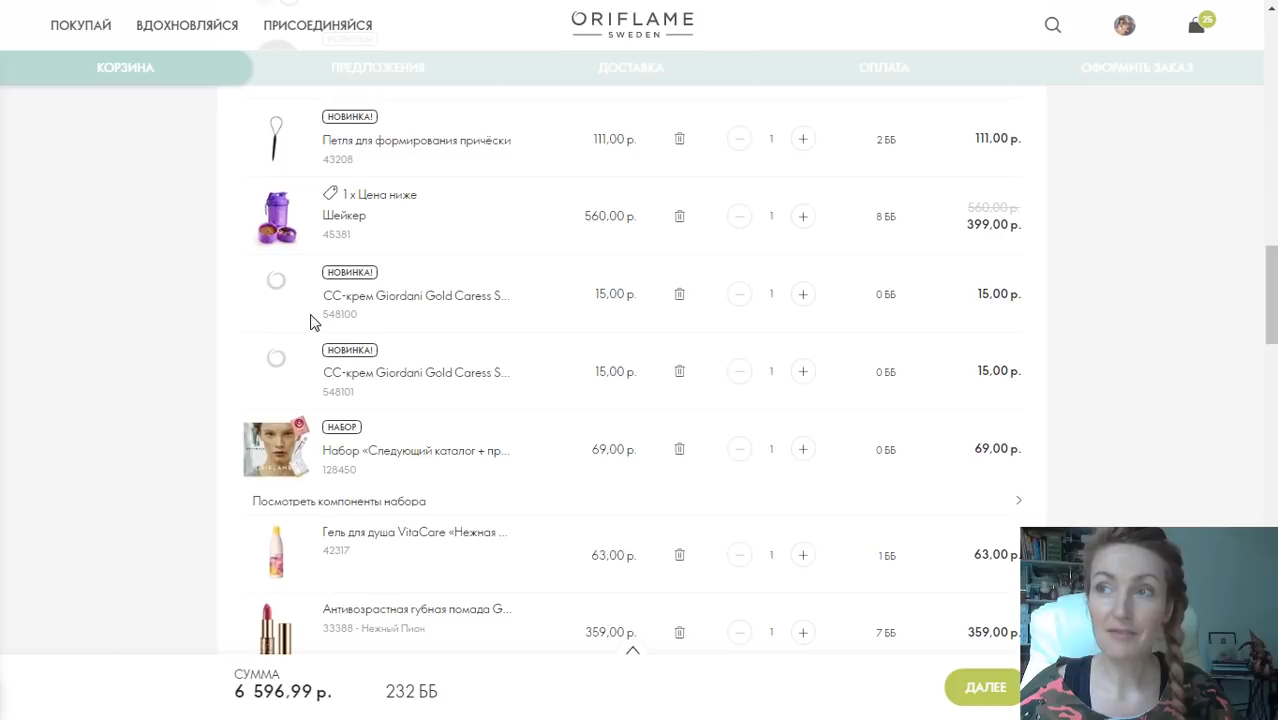 ПОКУПАЙ ВДОХНОВЛЯЙСЯ ПРИСОЕДИНЯЙСЯ
ORIFLAME
SWEDEN
25
КОРЗИНА ПРЕДЛОЖЕНИЯ ДОСТАВКА ОПЛАТА ОФОРМИТЬ ЗАКАЗ
НОВИНКА!
Петля для формирования причёски 111,00 р. 1 2 ББ 111,00 р.
43208
1 x Цена ниже
560,00 р.
Шейкер 560,00 р. 1 8 ББ 399,00 р.
45381
НОВИНКА!
СС-крем Giordani Gold Caress S... 15,00 р. 1 0 ББ 15,00 р.
548100
НОВИНКА!
СС-крем Giordani Gold Caress S... 15,00 р. 1 0 ББ 15,00 р.
548101
НАБОР
Набор «Следующий каталог + пр... 69,00 р. 1 0 ББ 69,00 р.
128450
ORIFLAME
Посмотреть компоненты набора
Гель для душа VitaCare «Нежная ... 63,00 р. 1 1 ББ 63,00 р.
42317
Антивозрастная губная помада G... 359,00 р. 1 7 ББ 359,00 р.
33388 - Нежный Пион
СУММА
6 596,99 р. 232 ББ ДАЛЕЕ